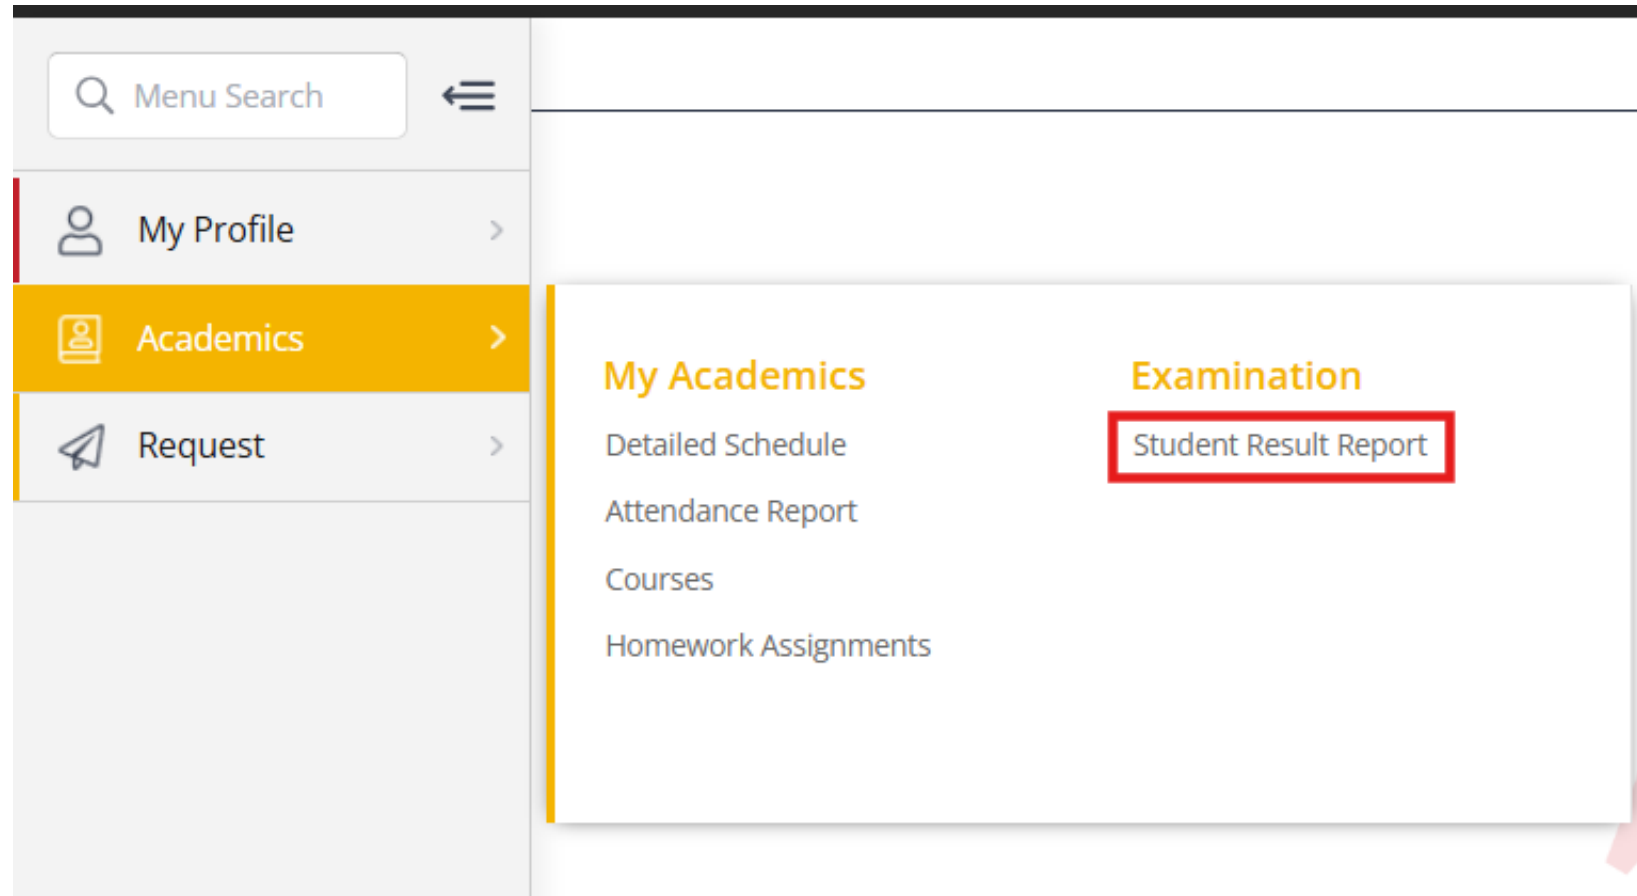 Menu Search
My Profile
Academics
Request
My Academics
Detailed Schedule
Attendance Report
Courses
Homework Assignments
Examination
Student Result Report